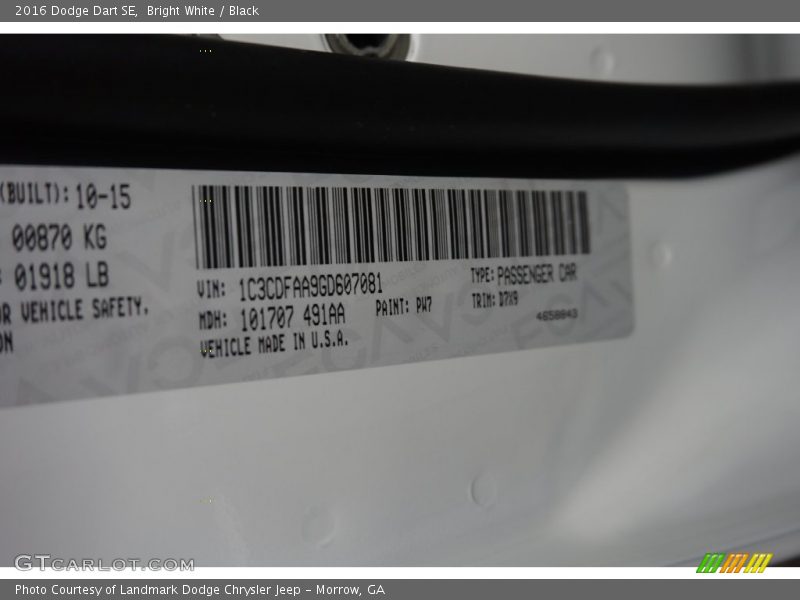 2016 Dodge Dart SE, Bright White / Black
(BUILT): 10-15
00870 KG
01918 LB
OR VEHICLE SAFETY.
ON
VIN: 1C3CDFAA9GD607081
TYPE: PASSENGER CAR
MDH: 101707 491AA
PAINT: PW7
TRIM: D7X9
VEHICLE MADE IN U.S.A.
4658843
GTCARLOT.COM
Photo Courtesy of Landmark Dodge Chrysler Jeep – Morrow, GA